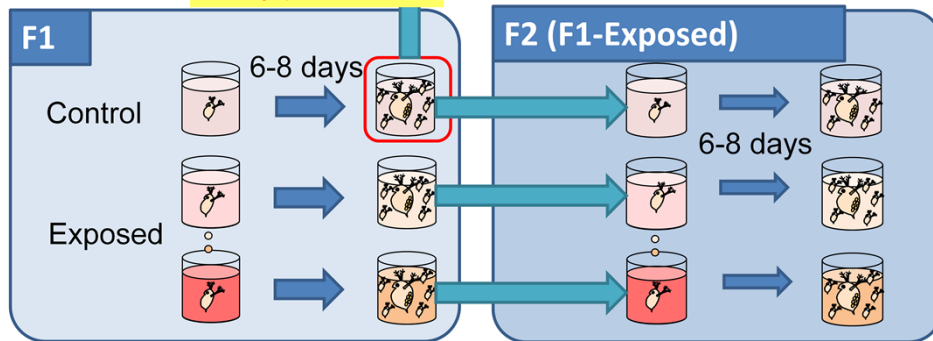 F1
F2 (F1-Exposed)
6-8 days
Control
6-8 days
Exposed